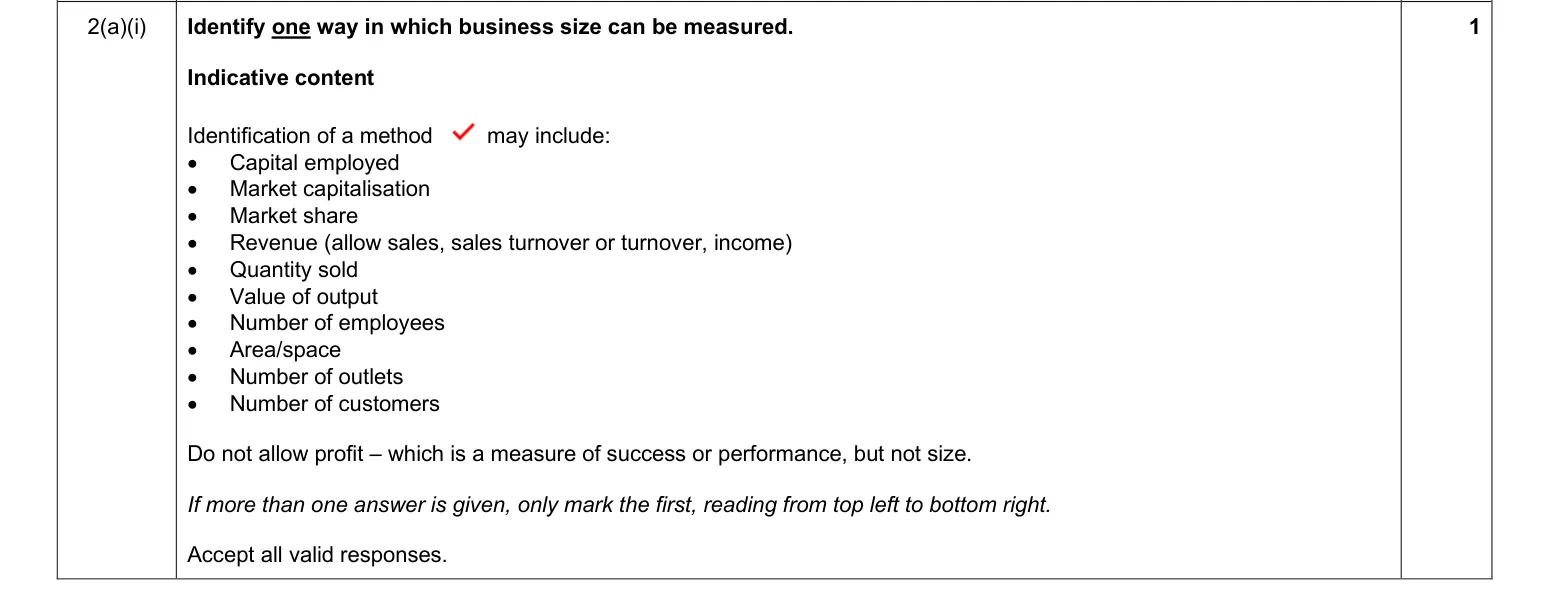 2(a)(i) Identify one way in which business size can be measured. 1
Indicative content
Identification of a method ✓ may include:
• Capital employed
• Market capitalisation
• Market share
• Revenue (allow sales, sales turnover or turnover, income)
• Quantity sold
• Value of output
• Number of employees
• Area/space
• Number of outlets
• Number of customers
Do not allow profit – which is a measure of success or performance, but not size.
If more than one answer is given, only mark the first, reading from top left to bottom right.
Accept all valid responses.